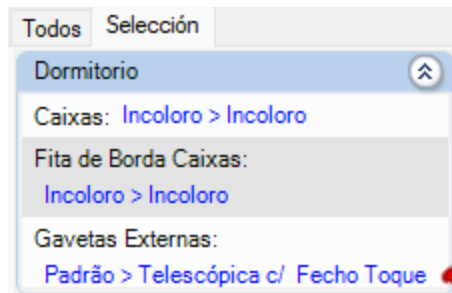 Todos Selección
Dormitorio
Caixas: Incoloro > Incoloro
Fita de Borda Caixas:
Incoloro > Incoloro
Gavetas Externas:
Padrão > Telescópica c/ Fecho Toque